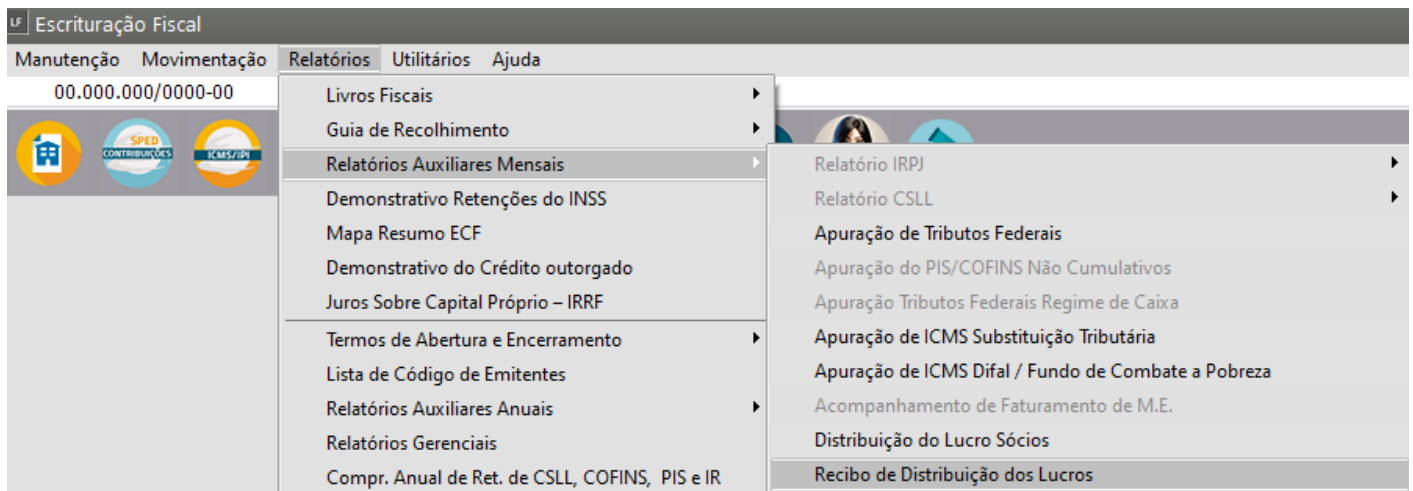 LF Escrituração Fiscal
Manutenção Movimentação Relatórios Utilitários Ajuda
00.000.000/0000-00
SPED
CONTRIBUIÇÕES
ICMS/IPI
Livros Fiscais
Guia de Recolhimento
Relatórios Auxiliares Mensais
Demonstrativo Retenções do INSS
Mapa Resumo ECF
Demonstrativo do Crédito outorgado
Juros Sobre Capital Próprio – IRRF
Termos de Abertura e Encerramento
Lista de Código de Emitentes
Relatórios Auxiliares Anuais
Relatórios Gerenciais
Compr. Anual de Ret. de CSLL, COFINS, PIS e IR
Relatório IRPJ
Relatório CSLL
Apuração de Tributos Federais
Apuração do PIS/COFINS Não Cumulativos
Apuração Tributos Federais Regime de Caixa
Apuração de ICMS Substituição Tributária
Apuração de ICMS Difal / Fundo de Combate a Pobreza
Acompanhamento de Faturamento de M.E.
Distribuição do Lucro Sócios
Recibo de Distribuição dos Lucros